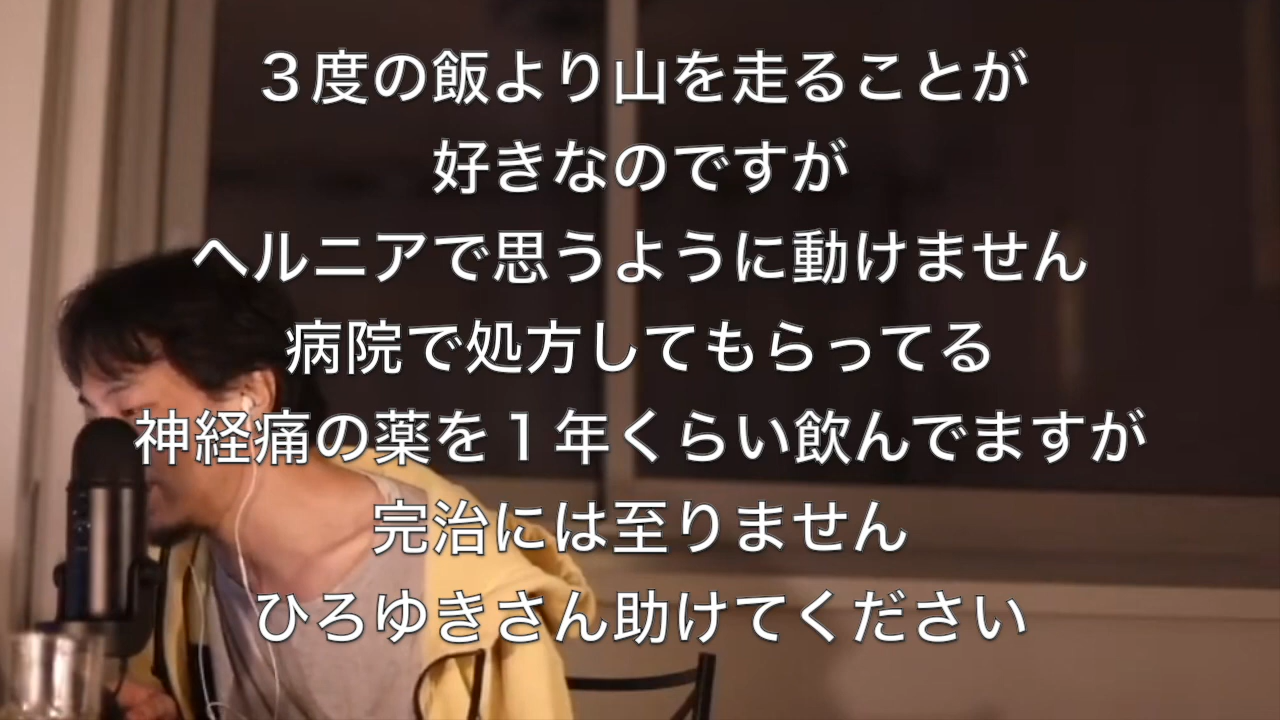 ３度の飯より山を走ることが
好きなのですが
ヘルニアで思うように動けません
病院で処方してもらってる
神経痛の薬を１年くらい飲んでますが
完治には至りません
ひろゆきさん助けてください